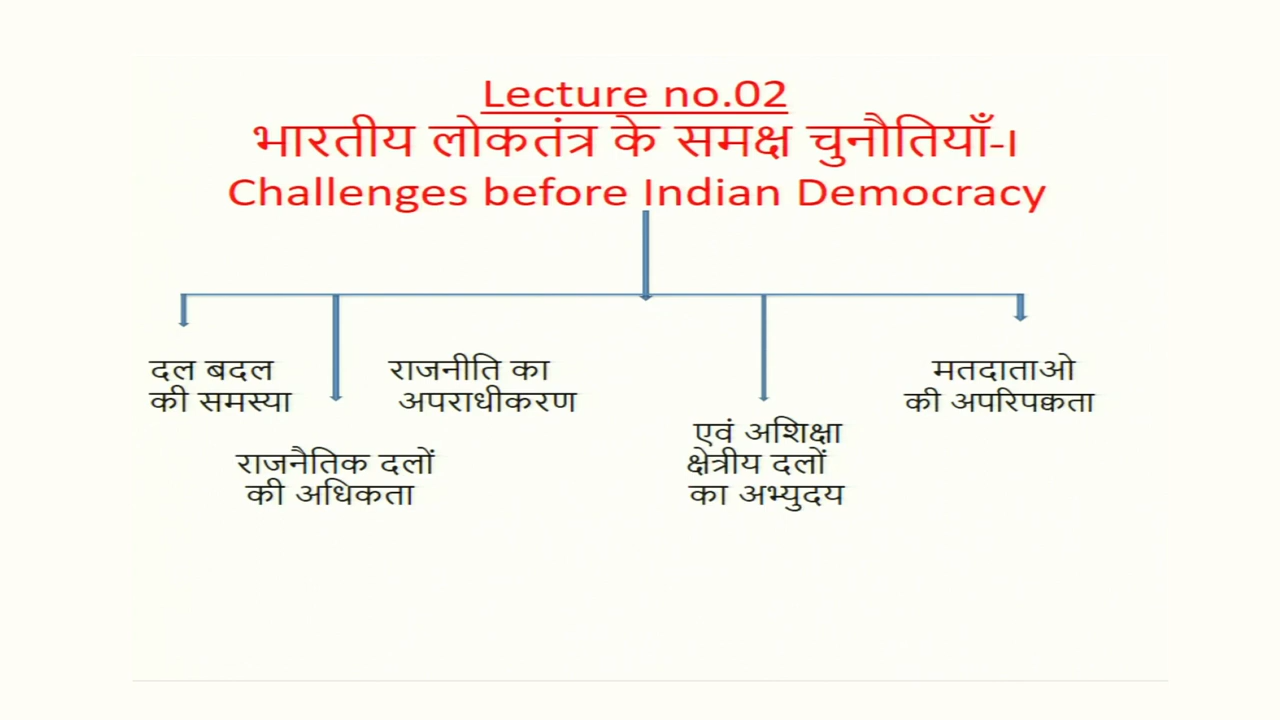 Lecture no.02
भारतीय लोकतंत्र के समक्ष चुनौतियाँ-।
Challenges before Indian Democracy
दल बदल
की समस्या
राजनीति का
अपराधीकरण
मतदाताओ
की अपरिपक्वता
राजनैतिक दलों
की अधिकता
एवं अशिक्षा
क्षेत्रीय दलों
का अभ्युदय